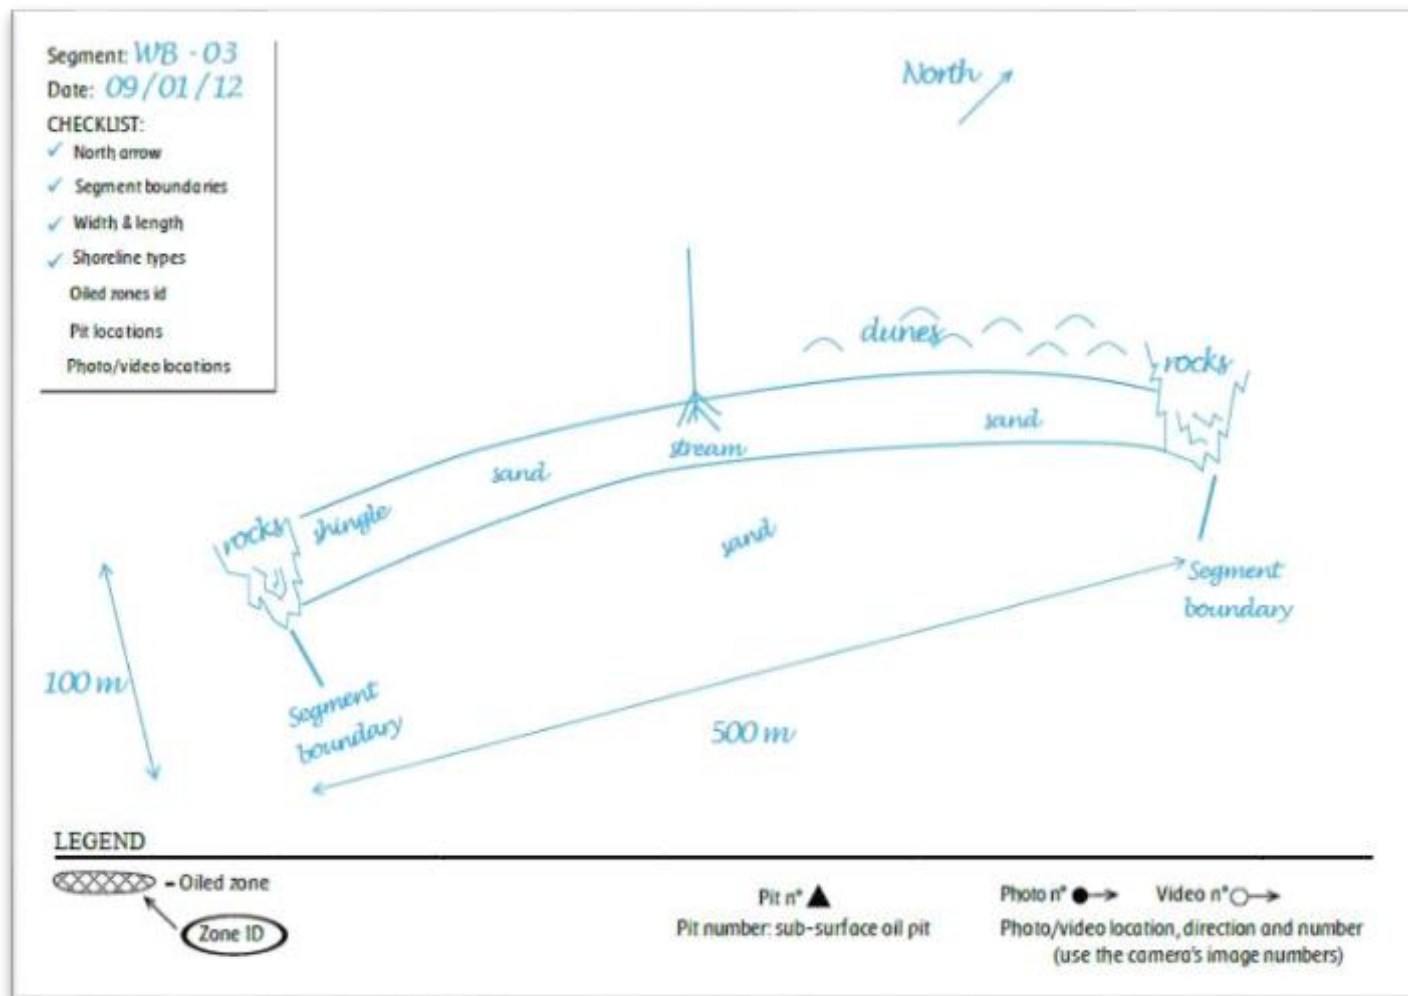 Segment: WB - 03
Date: 09/01/12
CHECKLIST:
✓ North arrow
✓ Segment boundaries
✓ Width & length
✓ Shoreline types
Oiled zones id
Pit locations
Photo/video locations
North
dunes
rocks
sand
stream
sand
shingle
rocks
sand
Segment
boundary
100 m
Segment
boundary
500 m
LEGEND
- Oiled zone
Zone ID
Pit n° ▲
Pit number: sub-surface oil pit
Photo n° ●→ Video n° ○→
Photo/video location, direction and number
(use the camera's image numbers)